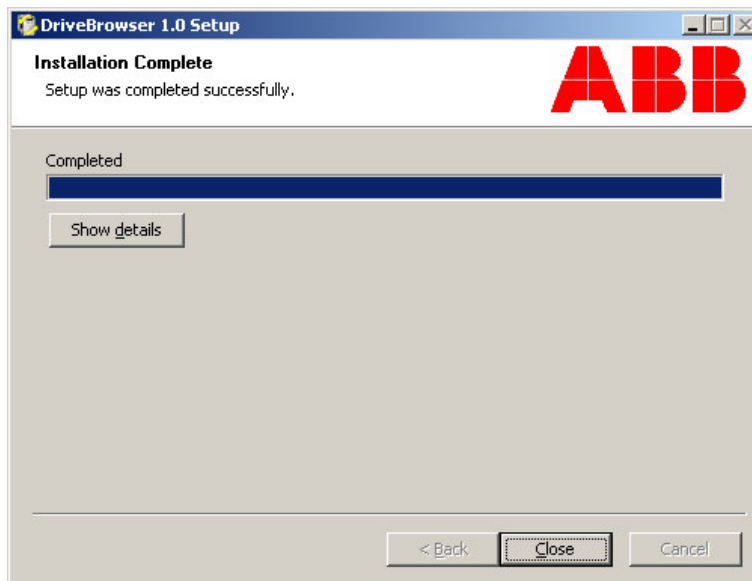 DriveBrowser 1.0 Setup
Installation Complete
Setup was completed successfully.
ABB
Completed
Show details
< Back
Close
Cancel